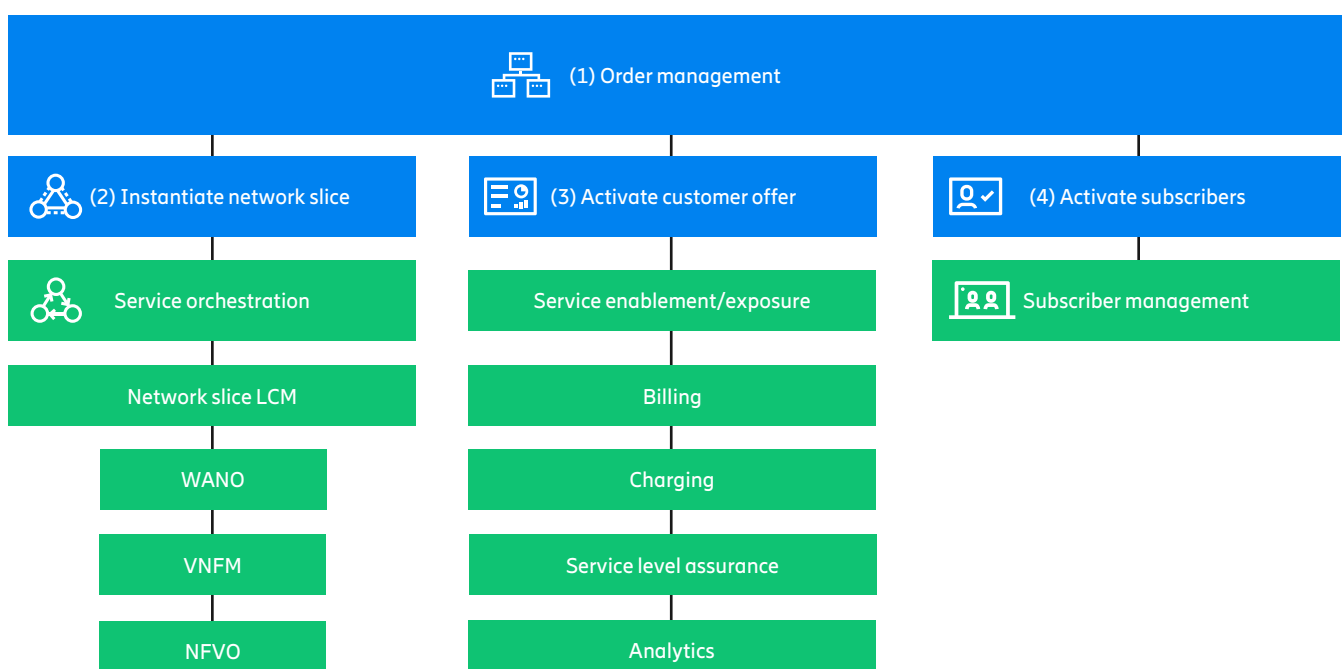 (1) Order management
(2) Instantiate network slice
(3) Activate customer offer
(4) Activate subscribers
Service orchestration
Service enablement/exposure
Subscriber management
Network slice LCM
Billing
WANO
Charging
VNFM
Service level assurance
NFVO
Analytics